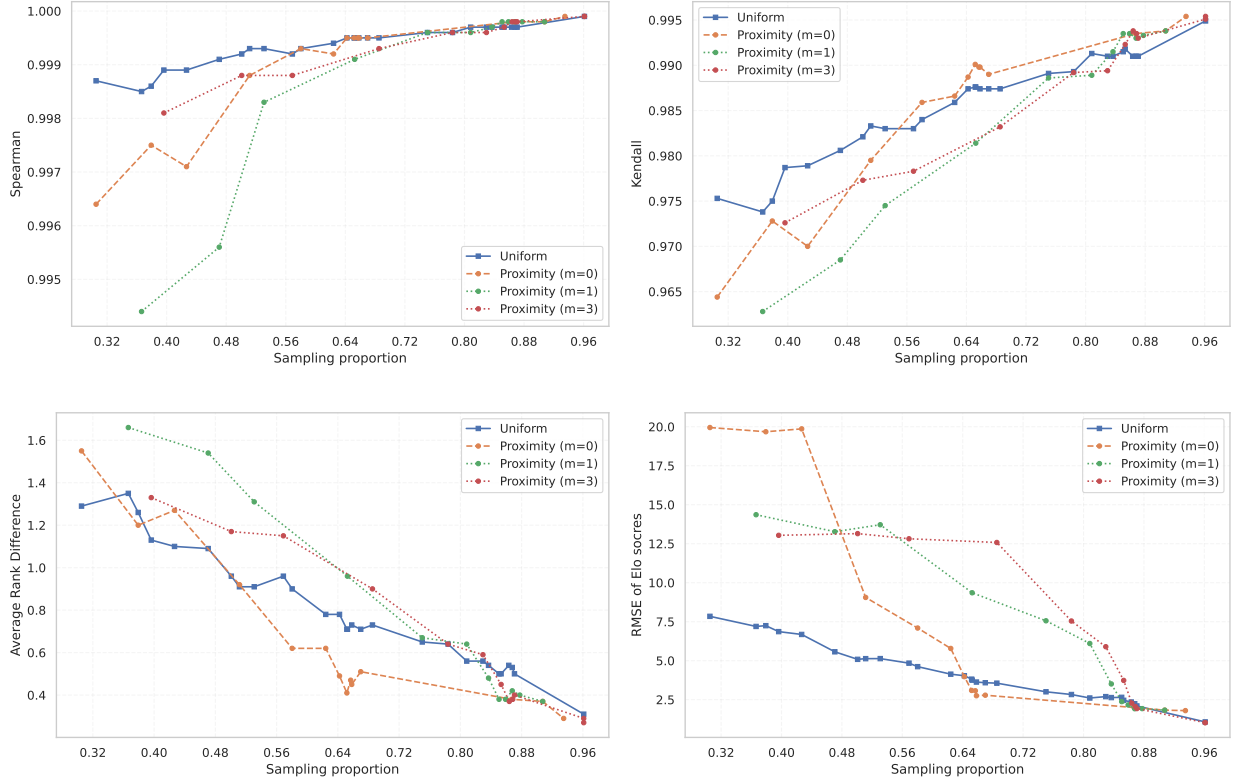 1.000
0.999
0.998
0.997
0.996
0.995
Spearman
0.32 0.40 0.48 0.56 0.64 0.72 0.80 0.88 0.96
Sampling proportion
Uniform
Proximity (m=0)
Proximity (m=1)
Proximity (m=3)
0.995
0.990
0.985
0.980
0.975
0.970
0.965
Kendall
0.32 0.40 0.48 0.56 0.64 0.72 0.80 0.88 0.96
Sampling proportion
Uniform
Proximity (m=0)
Proximity (m=1)
Proximity (m=3)
1.6
1.4
1.2
1.0
0.8
0.6
0.4
Average Rank Difference
0.32 0.40 0.48 0.56 0.64 0.72 0.80 0.88 0.96
Sampling proportion
Uniform
Proximity (m=0)
Proximity (m=1)
Proximity (m=3)
20.0
17.5
15.0
12.5
10.0
7.5
5.0
2.5
RMSE of Elo socres
0.32 0.40 0.48 0.56 0.64 0.72 0.80 0.88 0.96
Sampling proportion
Uniform
Proximity (m=0)
Proximity (m=1)
Proximity (m=3)